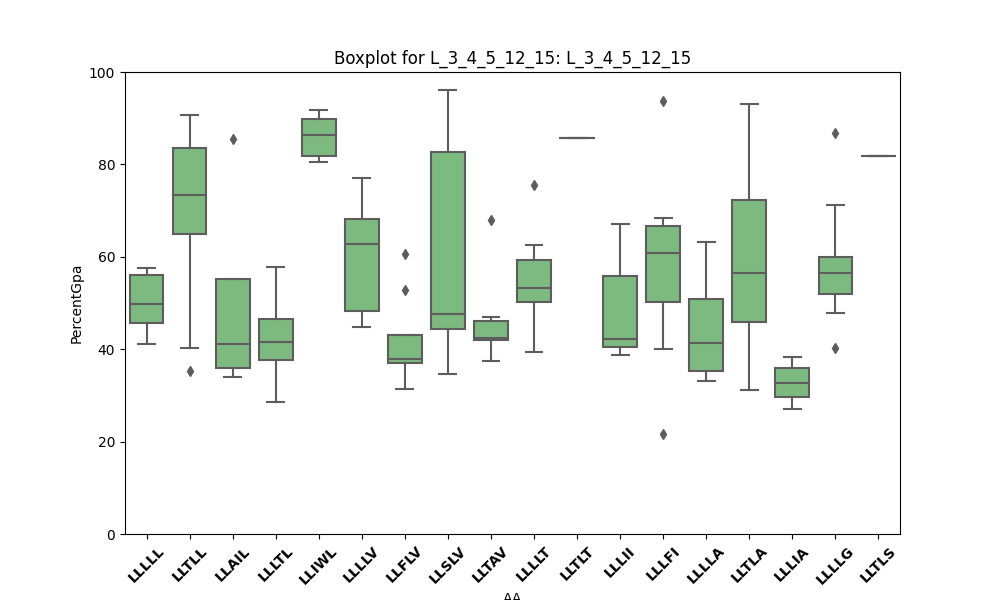 Boxplot for L_3_4_5_12_15: L_3_4_5_12_15
PercentGpa
100
80
60
40
20
0
LLLLL
LLTLL
LLAIL
LLLTL
LLIWL
LLLLV
LLFLV
LLSLV
LLTAV
LLLLT
LLTLT
LLLII
LLLFI
LLLLA
LLTLA
LLLIA
LLLLG
LLTLS
AA